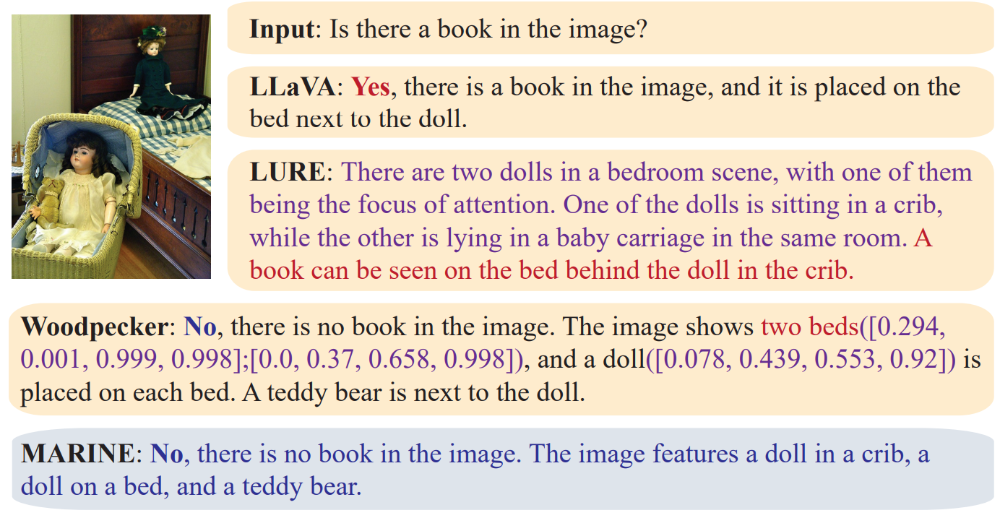 Input: Is there a book in the image?
LLaVA: Yes, there is a book in the image, and it is placed on the
bed next to the doll.
LURE: There are two dolls in a bedroom scene, with one of them
being the focus of attention. One of the dolls is sitting in a crib,
while the other is lying in a baby carriage in the same room. A
book can be seen on the bed behind the doll in the crib.
Woodpecker: No, there is no book in the image. The image shows two beds([0.294,
0.001, 0.999, 0.998];[0.0, 0.37, 0.658, 0.998]), and a doll([0.078, 0.439, 0.553, 0.92]) is
placed on each bed. A teddy bear is next to the doll.
MARINE: No, there is no book in the image. The image features a doll in a crib, a
doll on a bed, and a teddy bear.